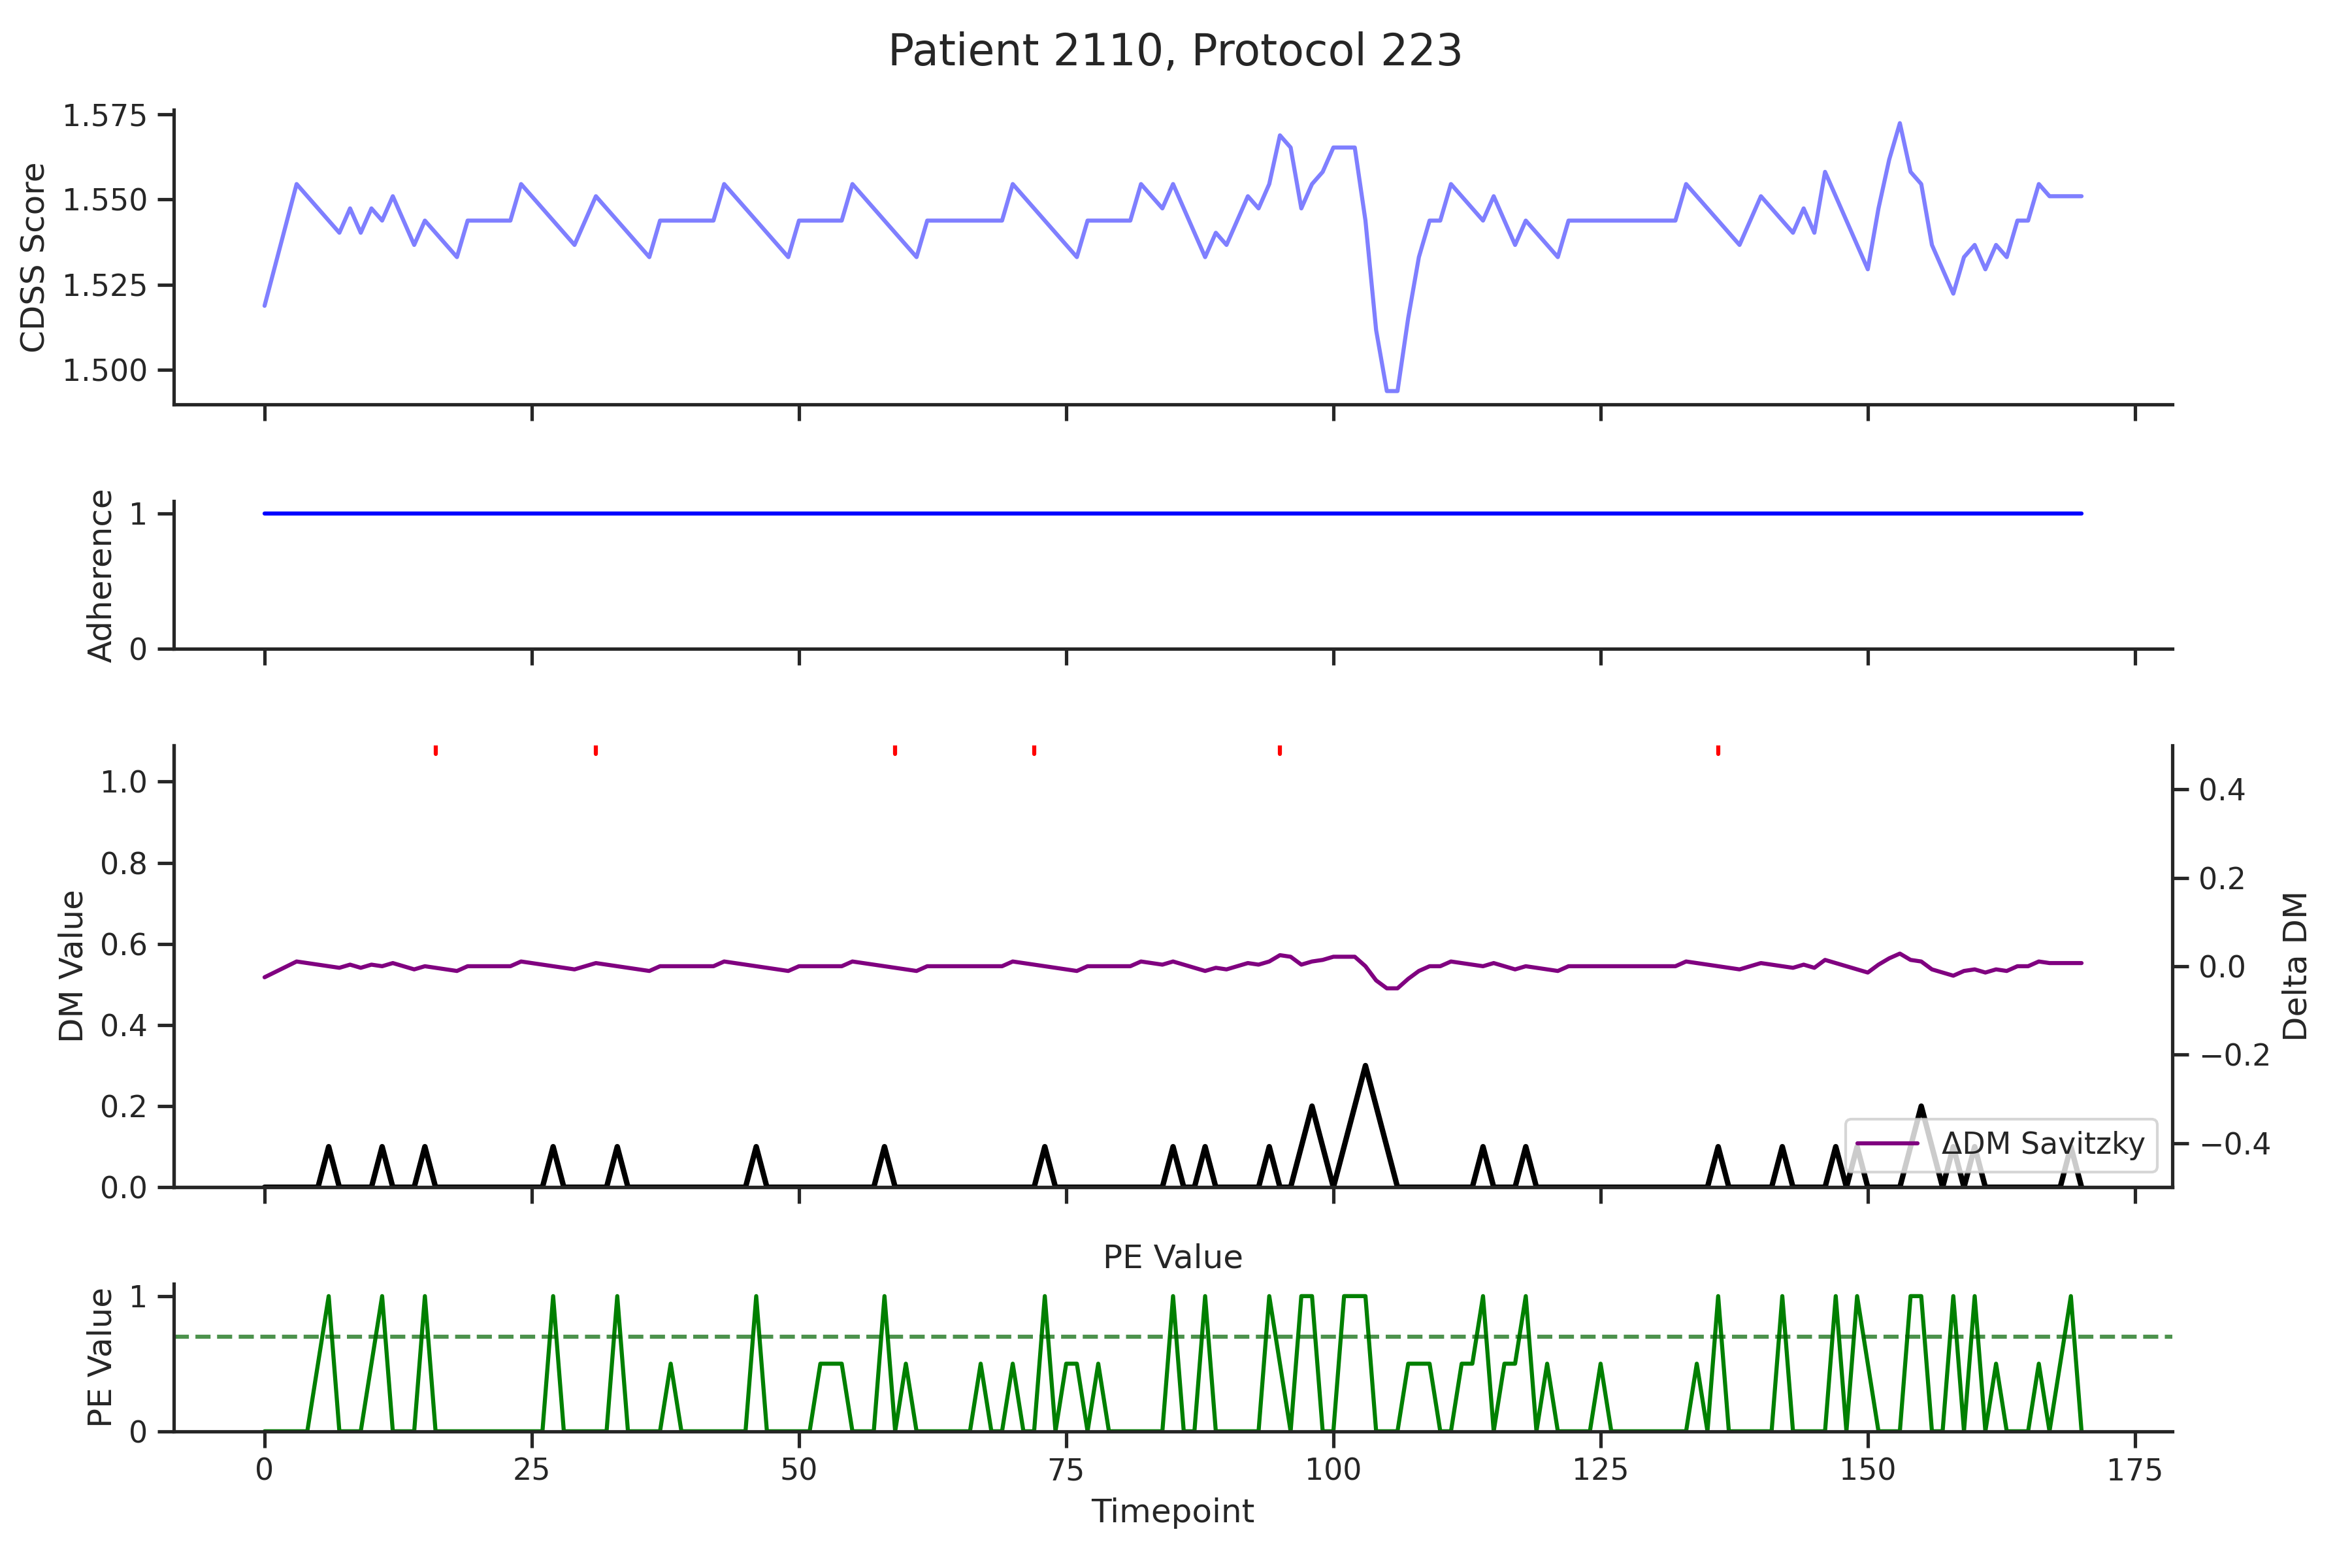 Patient 2110, Protocol 223
CDSS Score
1.575
1.550
1.525
1.500
Adherence
1
0
DM Value
1.0
0.8
0.6
0.4
0.2
0.0
0.4
0.2
0.0
−0.2
−0.4
Delta DM
ΔDM Savitzky
PE Value
PE Value
1
0
0 25 50 75 100 125 150 175
Timepoint